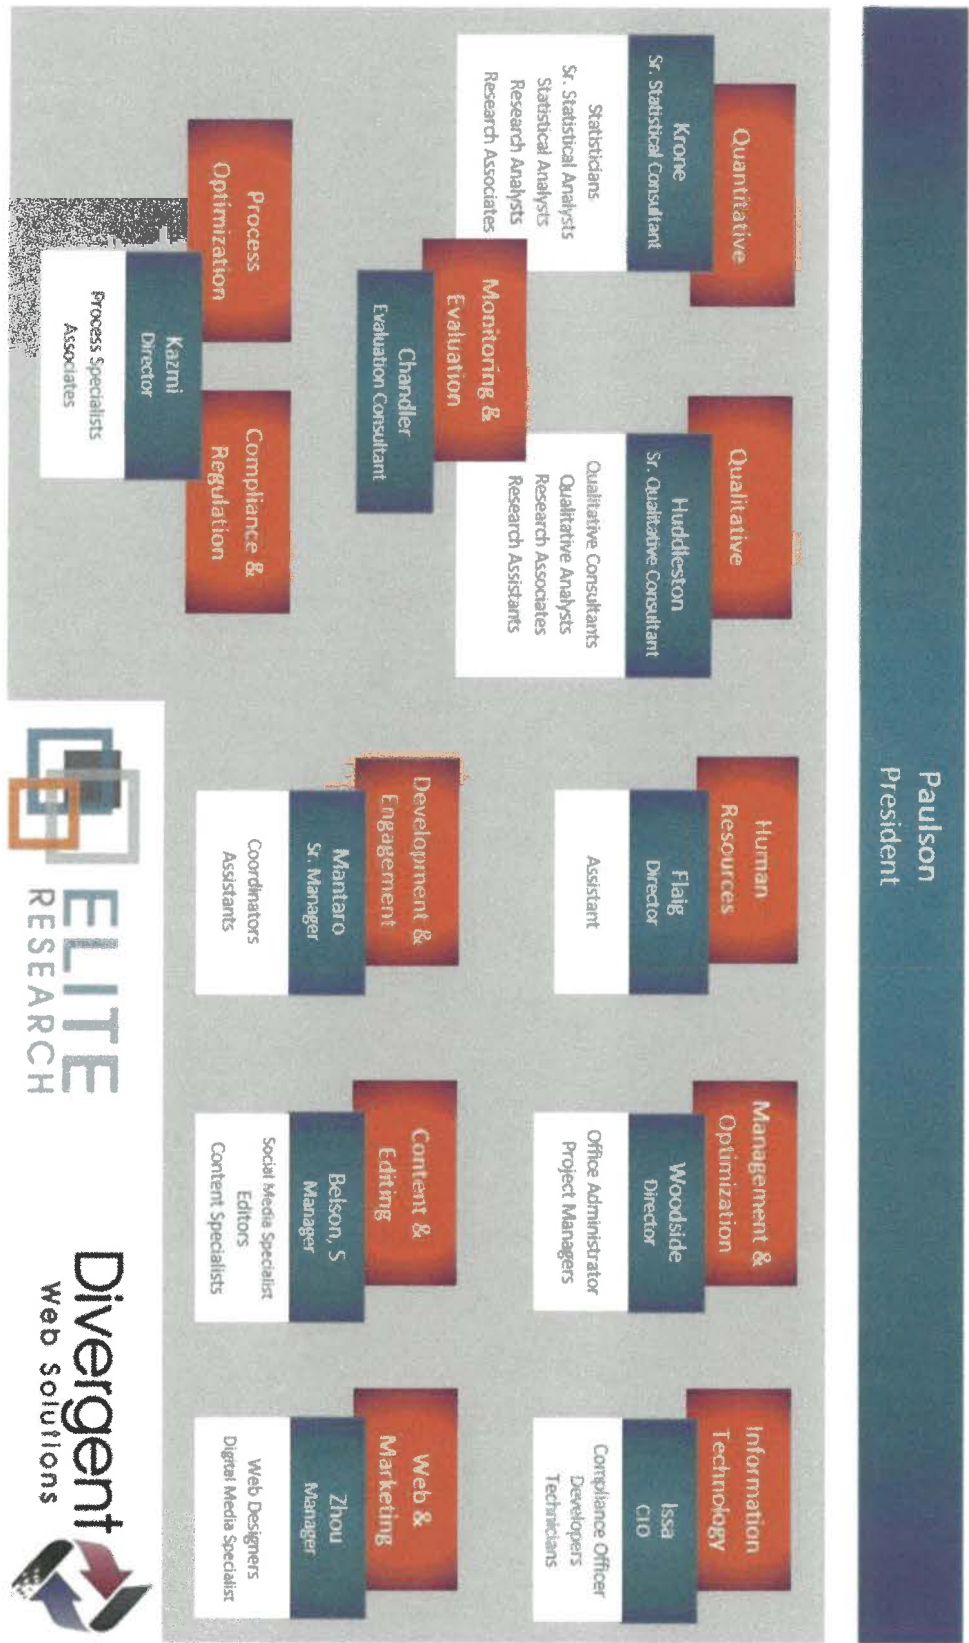 Paulson
President
Quantitative
Krone
Sr. Statistical Consultant
Statisticians
Sr. Statistical Analysts
Statistical Analysts
Research Analysts
Research Associates
Qualitative
Huddleston
Sr. Qualitative Consultant
Qualitative Consultants
Qualitative Analysts
Research Associates
Research Assistants
Monitoring &
Evaluation
Chandler
Evaluation Consultant
Process
Optimization
Compliance &
Regulation
Kazmi
Director
Process Specialists
Associates
Human
Resources
Flaig
Director
Assistant
Management &
Optimization
Woodside
Director
Office Administrator
Project Managers
Information
Technology
Issa
CIO
Compliance Officer
Developers
Technicians
Development &
Engagement
Mantaro
Sr. Manager
Coordinators
Assistants
Content &
Editing
Belson, S
Manager
Social Media Specialist
Editors
Content Specialists
Web &
Marketing
Zhou
Manager
Web Designers
Digital Media Specialist
ELITE
RESEARCH
Divergent
Web Solutions